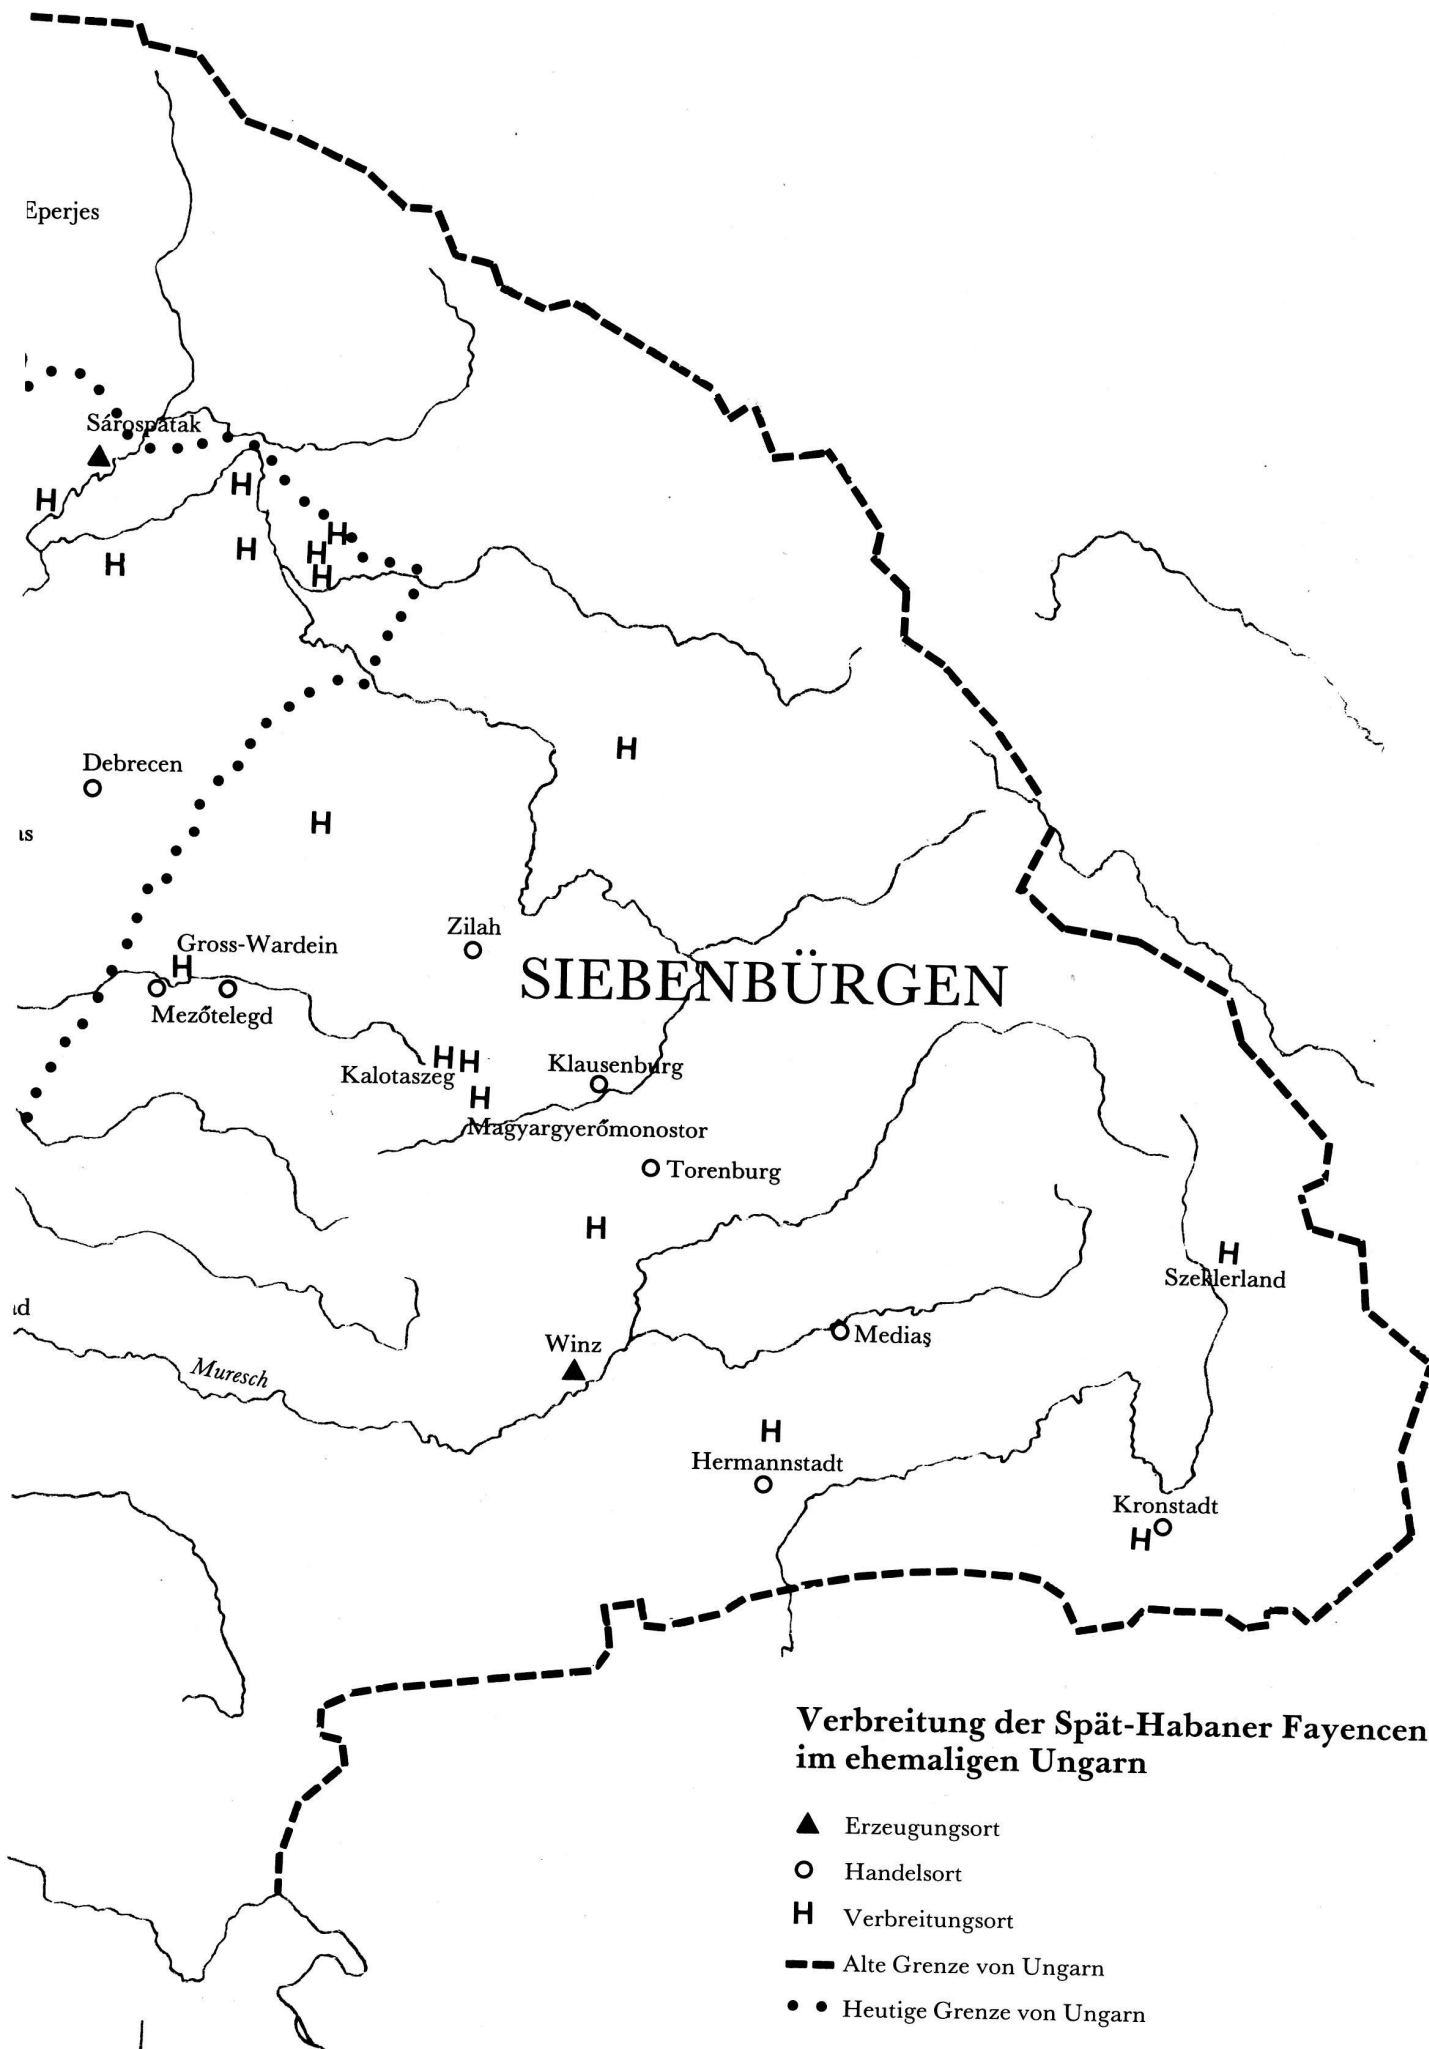 Eperjes
Sárospatak
H
H
H
H
H
H
H
H
Debrecen
H
Zilah
Gross-Wardein
H
SIEBENBÜRGEN
Mezőtelegd
H H
Klausenburg
Kalotaszeg
H
Magyargyerőmonostor
Torenburg
H
H
Szeklerland
Winz
Mediaş
Muresch
H
Hermannstadt
Kronstadt
H
Verbreitung der Spät-Habaner Fayencen
im ehemaligen Ungarn
Erzeugungsort
Handelsort
H Verbreitungsort
Alte Grenze von Ungarn
Heutige Grenze von Ungarn